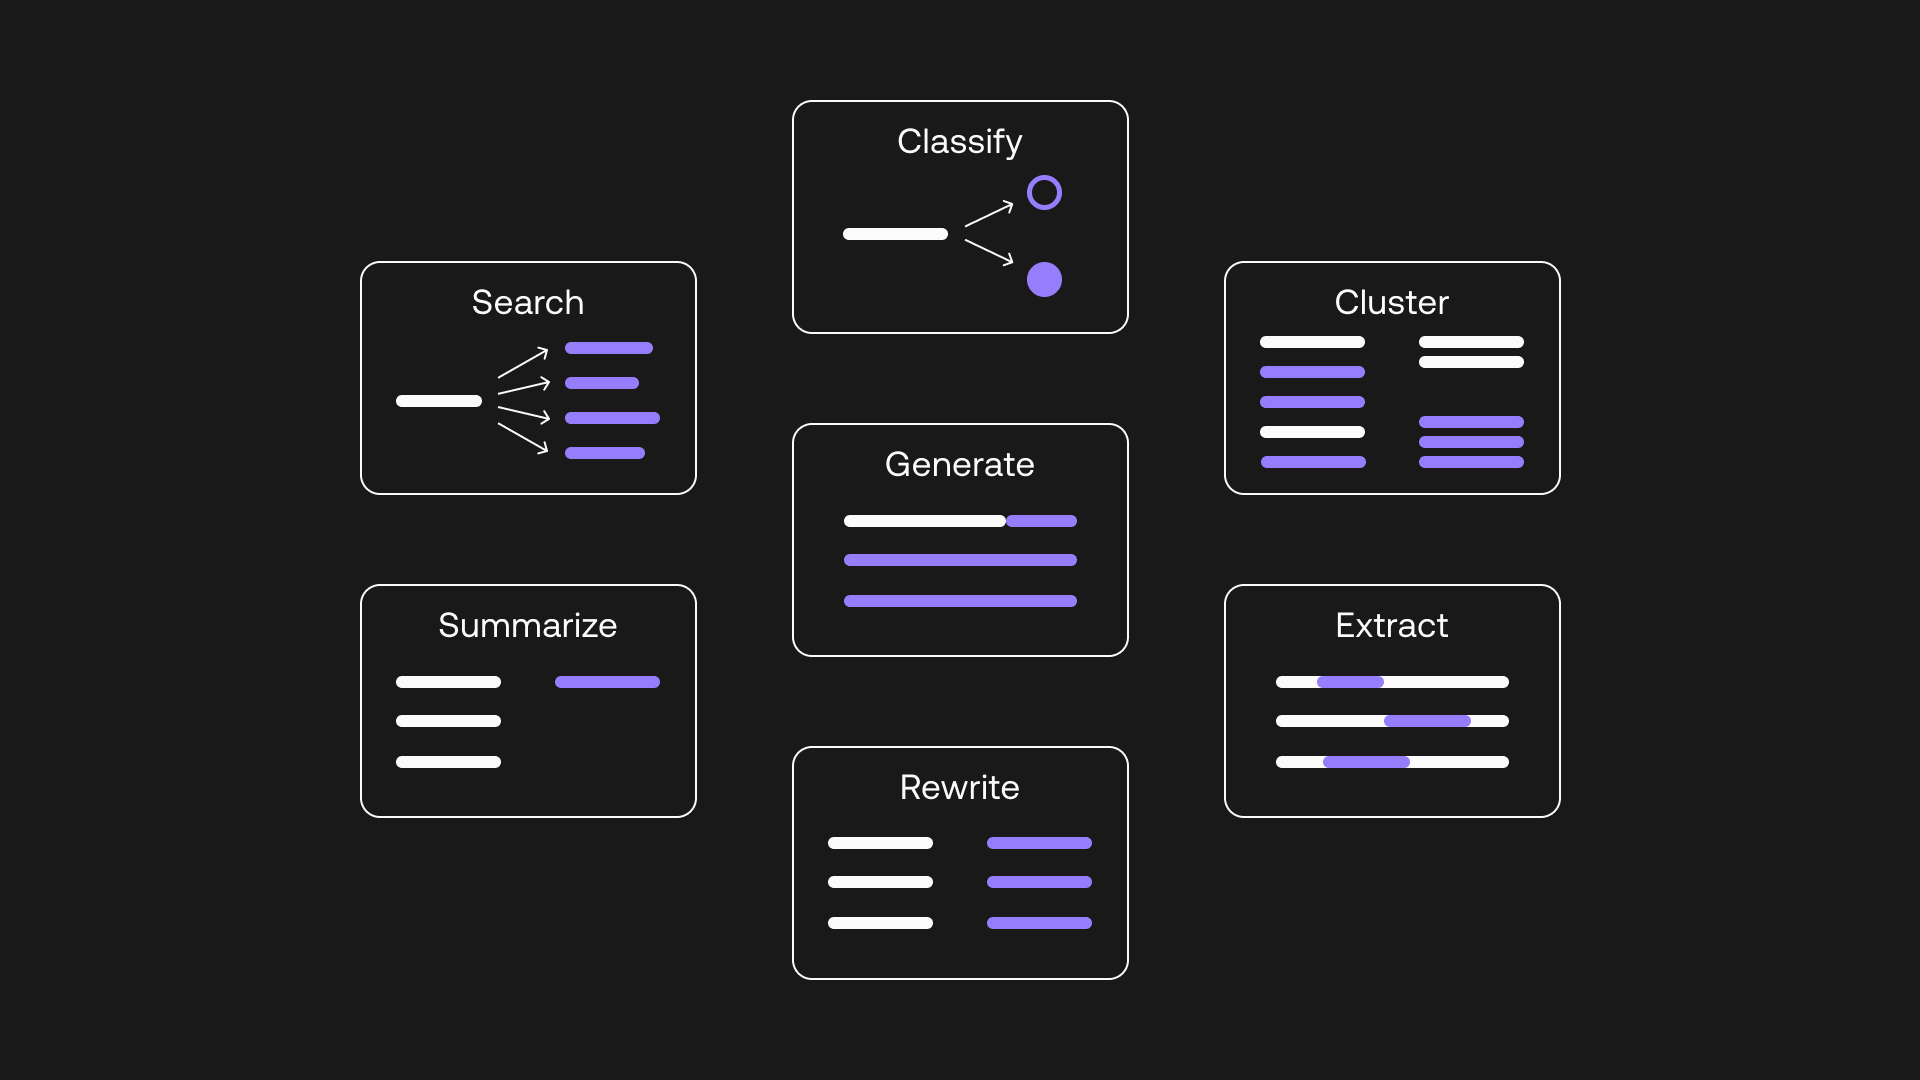 Classify
Search
Cluster
Generate
Summarize
Extract
Rewrite